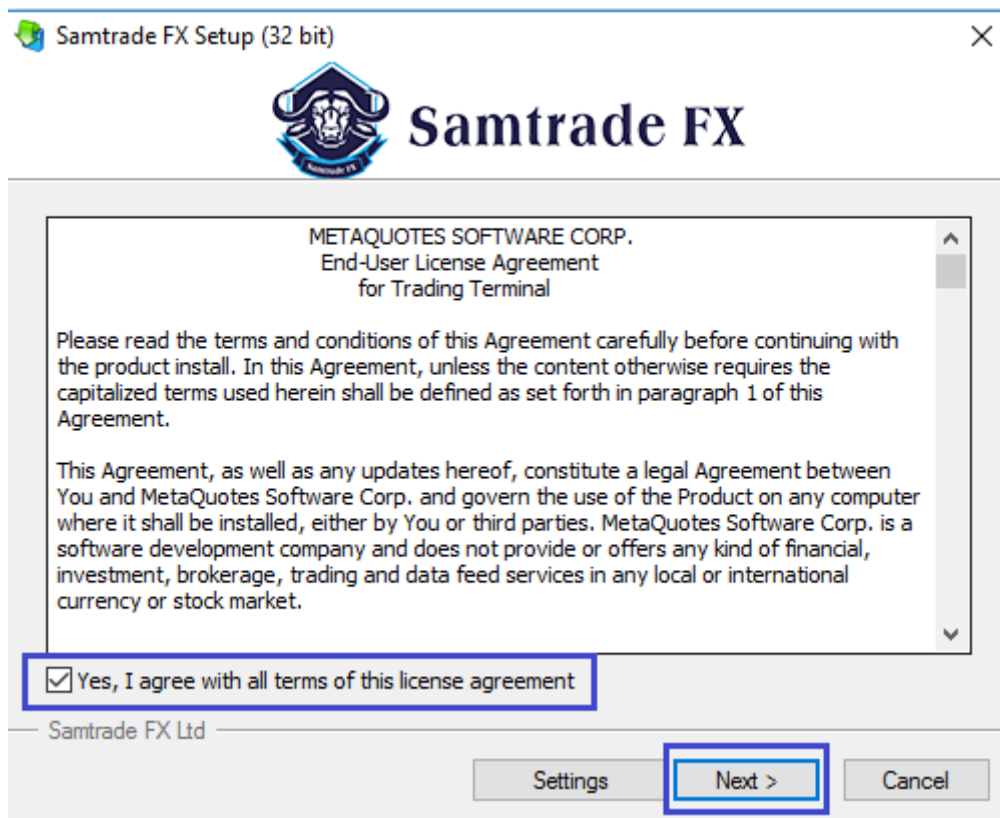 Samtrade FX Setup (32 bit)
Samtrade FX
Samtrade FX
METAQUOTES SOFTWARE CORP.
End-User License Agreement
for Trading Terminal
Please read the terms and conditions of this Agreement carefully before continuing with
the product install. In this Agreement, unless the content otherwise requires the
capitalized terms used herein shall be defined as set forth in paragraph 1 of this
Agreement.
This Agreement, as well as any updates hereof, constitute a legal Agreement between
You and MetaQuotes Software Corp. and govern the use of the Product on any computer
where it shall be installed, either by You or third parties. MetaQuotes Software Corp. is a
software development company and does not provide or offers any kind of financial,
investment, brokerage, trading and data feed services in any local or international
currency or stock market.
Yes, I agree with all terms of this license agreement
Samtrade FX Ltd
Settings
Next >
Cancel